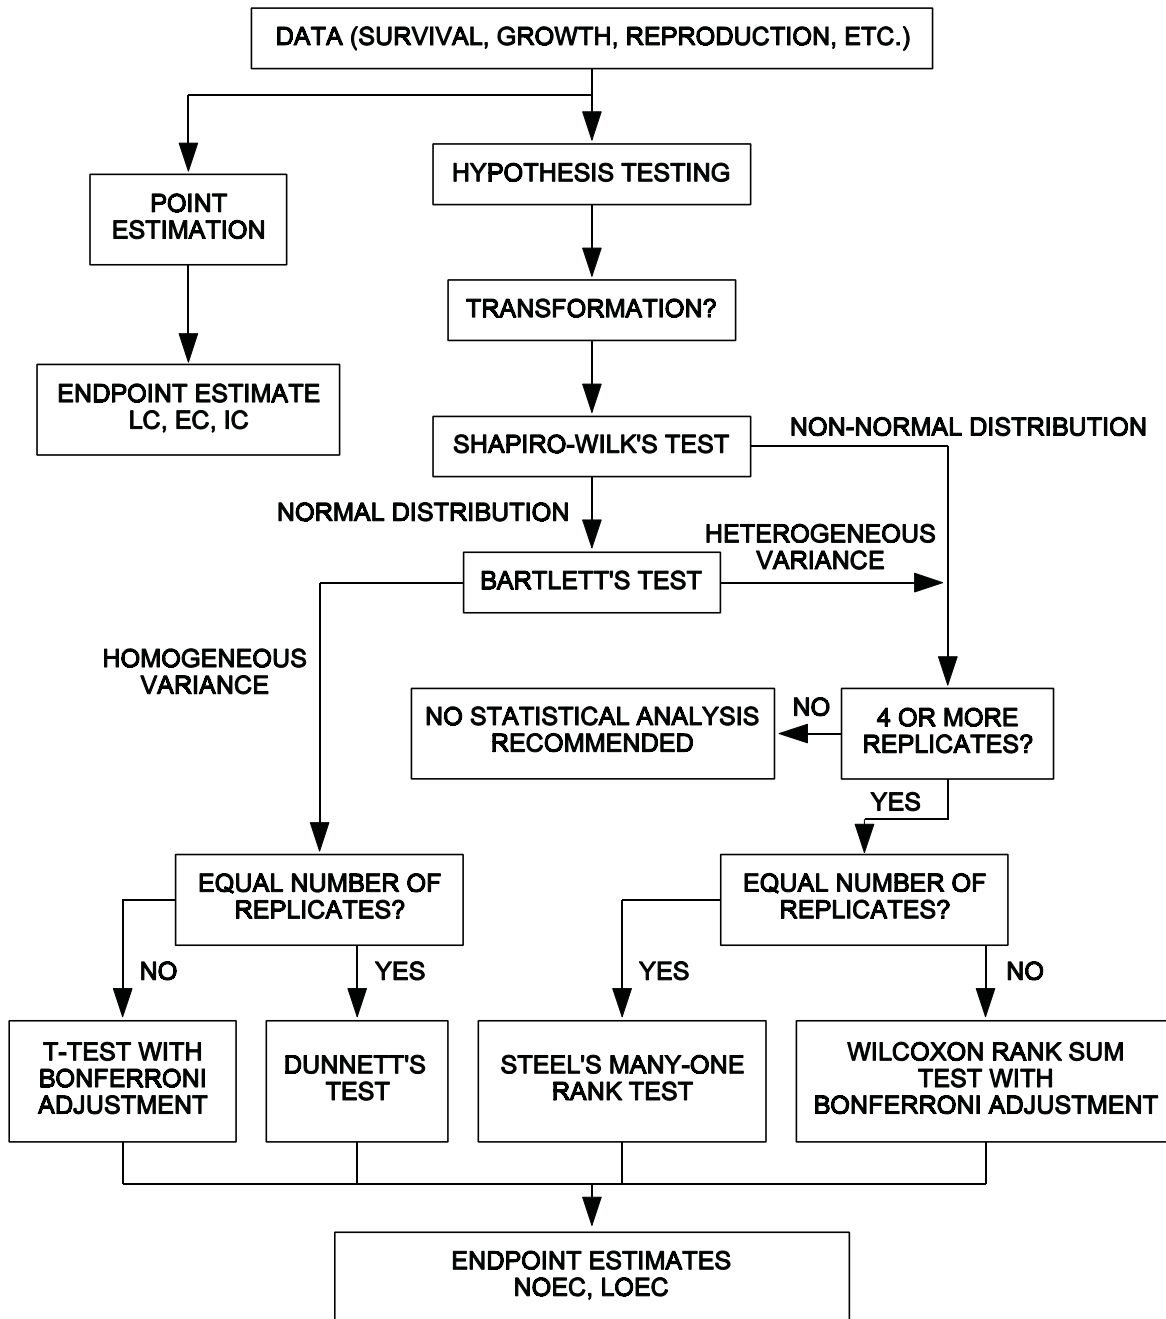 DATA (SURVIVAL, GROWTH, REPRODUCTION, ETC.)
HYPOTHESIS TESTING
POINT
ESTIMATION
TRANSFORMATION?
ENDPOINT ESTIMATE
LC, EC, IC
SHAPIRO-WILK'S TEST
NON-NORMAL DISTRIBUTION
NORMAL DISTRIBUTION
HETEROGENEOUS
VARIANCE
BARTLETT'S TEST
HOMOGENEOUS
VARIANCE
NO STATISTICAL ANALYSIS
RECOMMENDED
NO
4 OR MORE
REPLICATES?
YES
EQUAL NUMBER OF
REPLICATES?
EQUAL NUMBER OF
REPLICATES?
NO
YES
YES
NO
T-TEST WITH
BONFERRONI
ADJUSTMENT
DUNNETT'S
TEST
STEEL'S MANY-ONE
RANK TEST
WILCOXON RANK SUM
TEST WITH
BONFERRONI ADJUSTMENT
ENDPOINT ESTIMATES
NOEC, LOEC